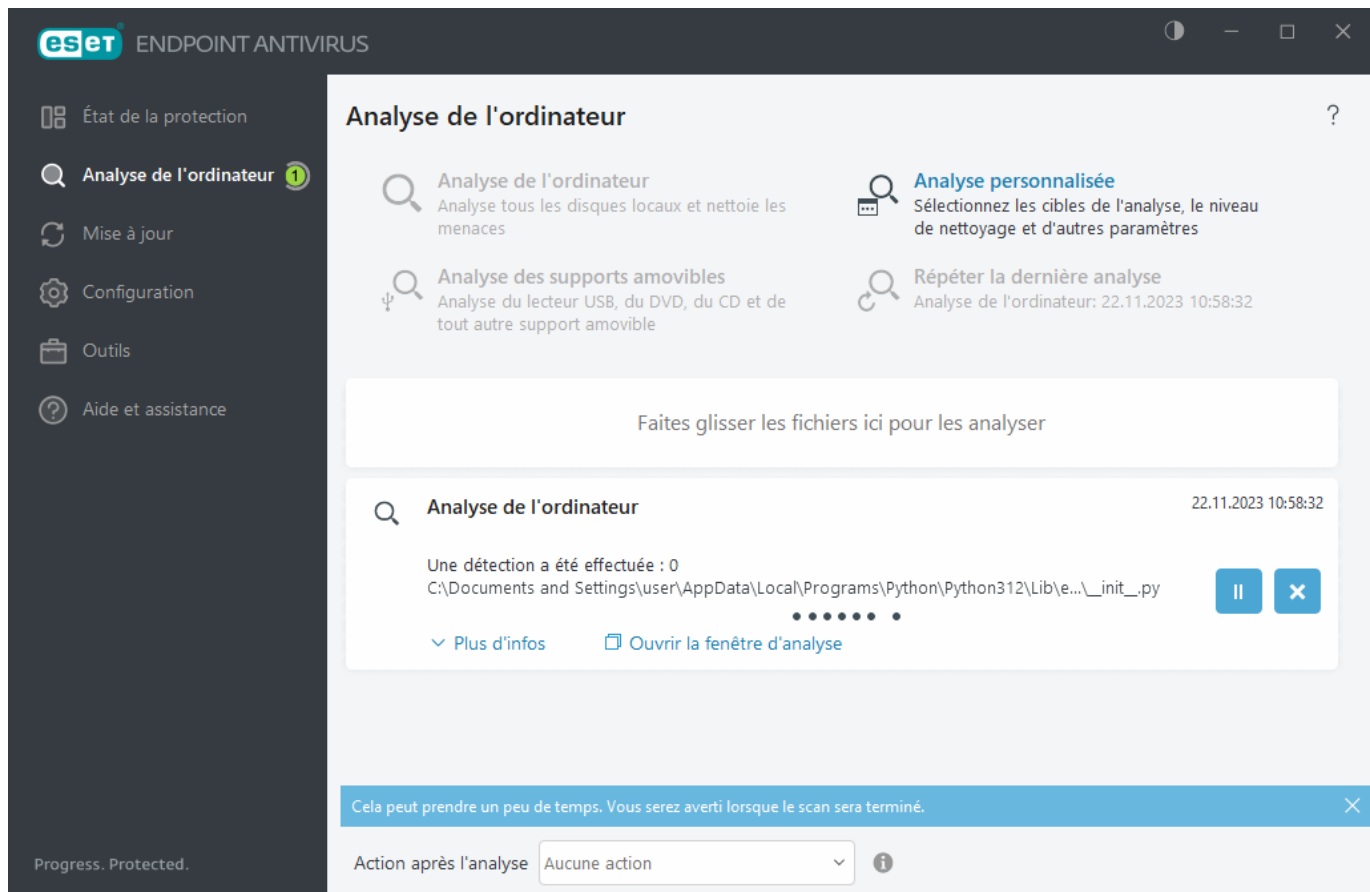 eset ENDPOINT ANTIVIRUS
État de la protection
Analyse de l'ordinateur 1
Mise à jour
Configuration
Outils
Aide et assistance
Progress. Protected.
Analyse de l'ordinateur
?
Analyse de l'ordinateur
Analyse tous les disques locaux et nettoie les
menaces
Analyse personnalisée
Sélectionnez les cibles de l'analyse, le niveau
de nettoyage et d'autres paramètres
Analyse des supports amovibles
Analyse du lecteur USB, du DVD, du CD et de
tout autre support amovible
Répéter la dernière analyse
Analyse de l'ordinateur: 22.11.2023 10:58:32
Faites glisser les fichiers ici pour les analyser
Analyse de l'ordinateur
22.11.2023 10:58:32
Une détection a été effectuée : 0
C:\Documents and Settings\user\AppData\Local\Programs\Python\Python312\Lib\e...\__init__.py
Plus d'infos
Ouvrir la fenêtre d'analyse
Cela peut prendre un peu de temps. Vous serez averti lorsque le scan sera terminé.
Action après l'analyse Aucune action